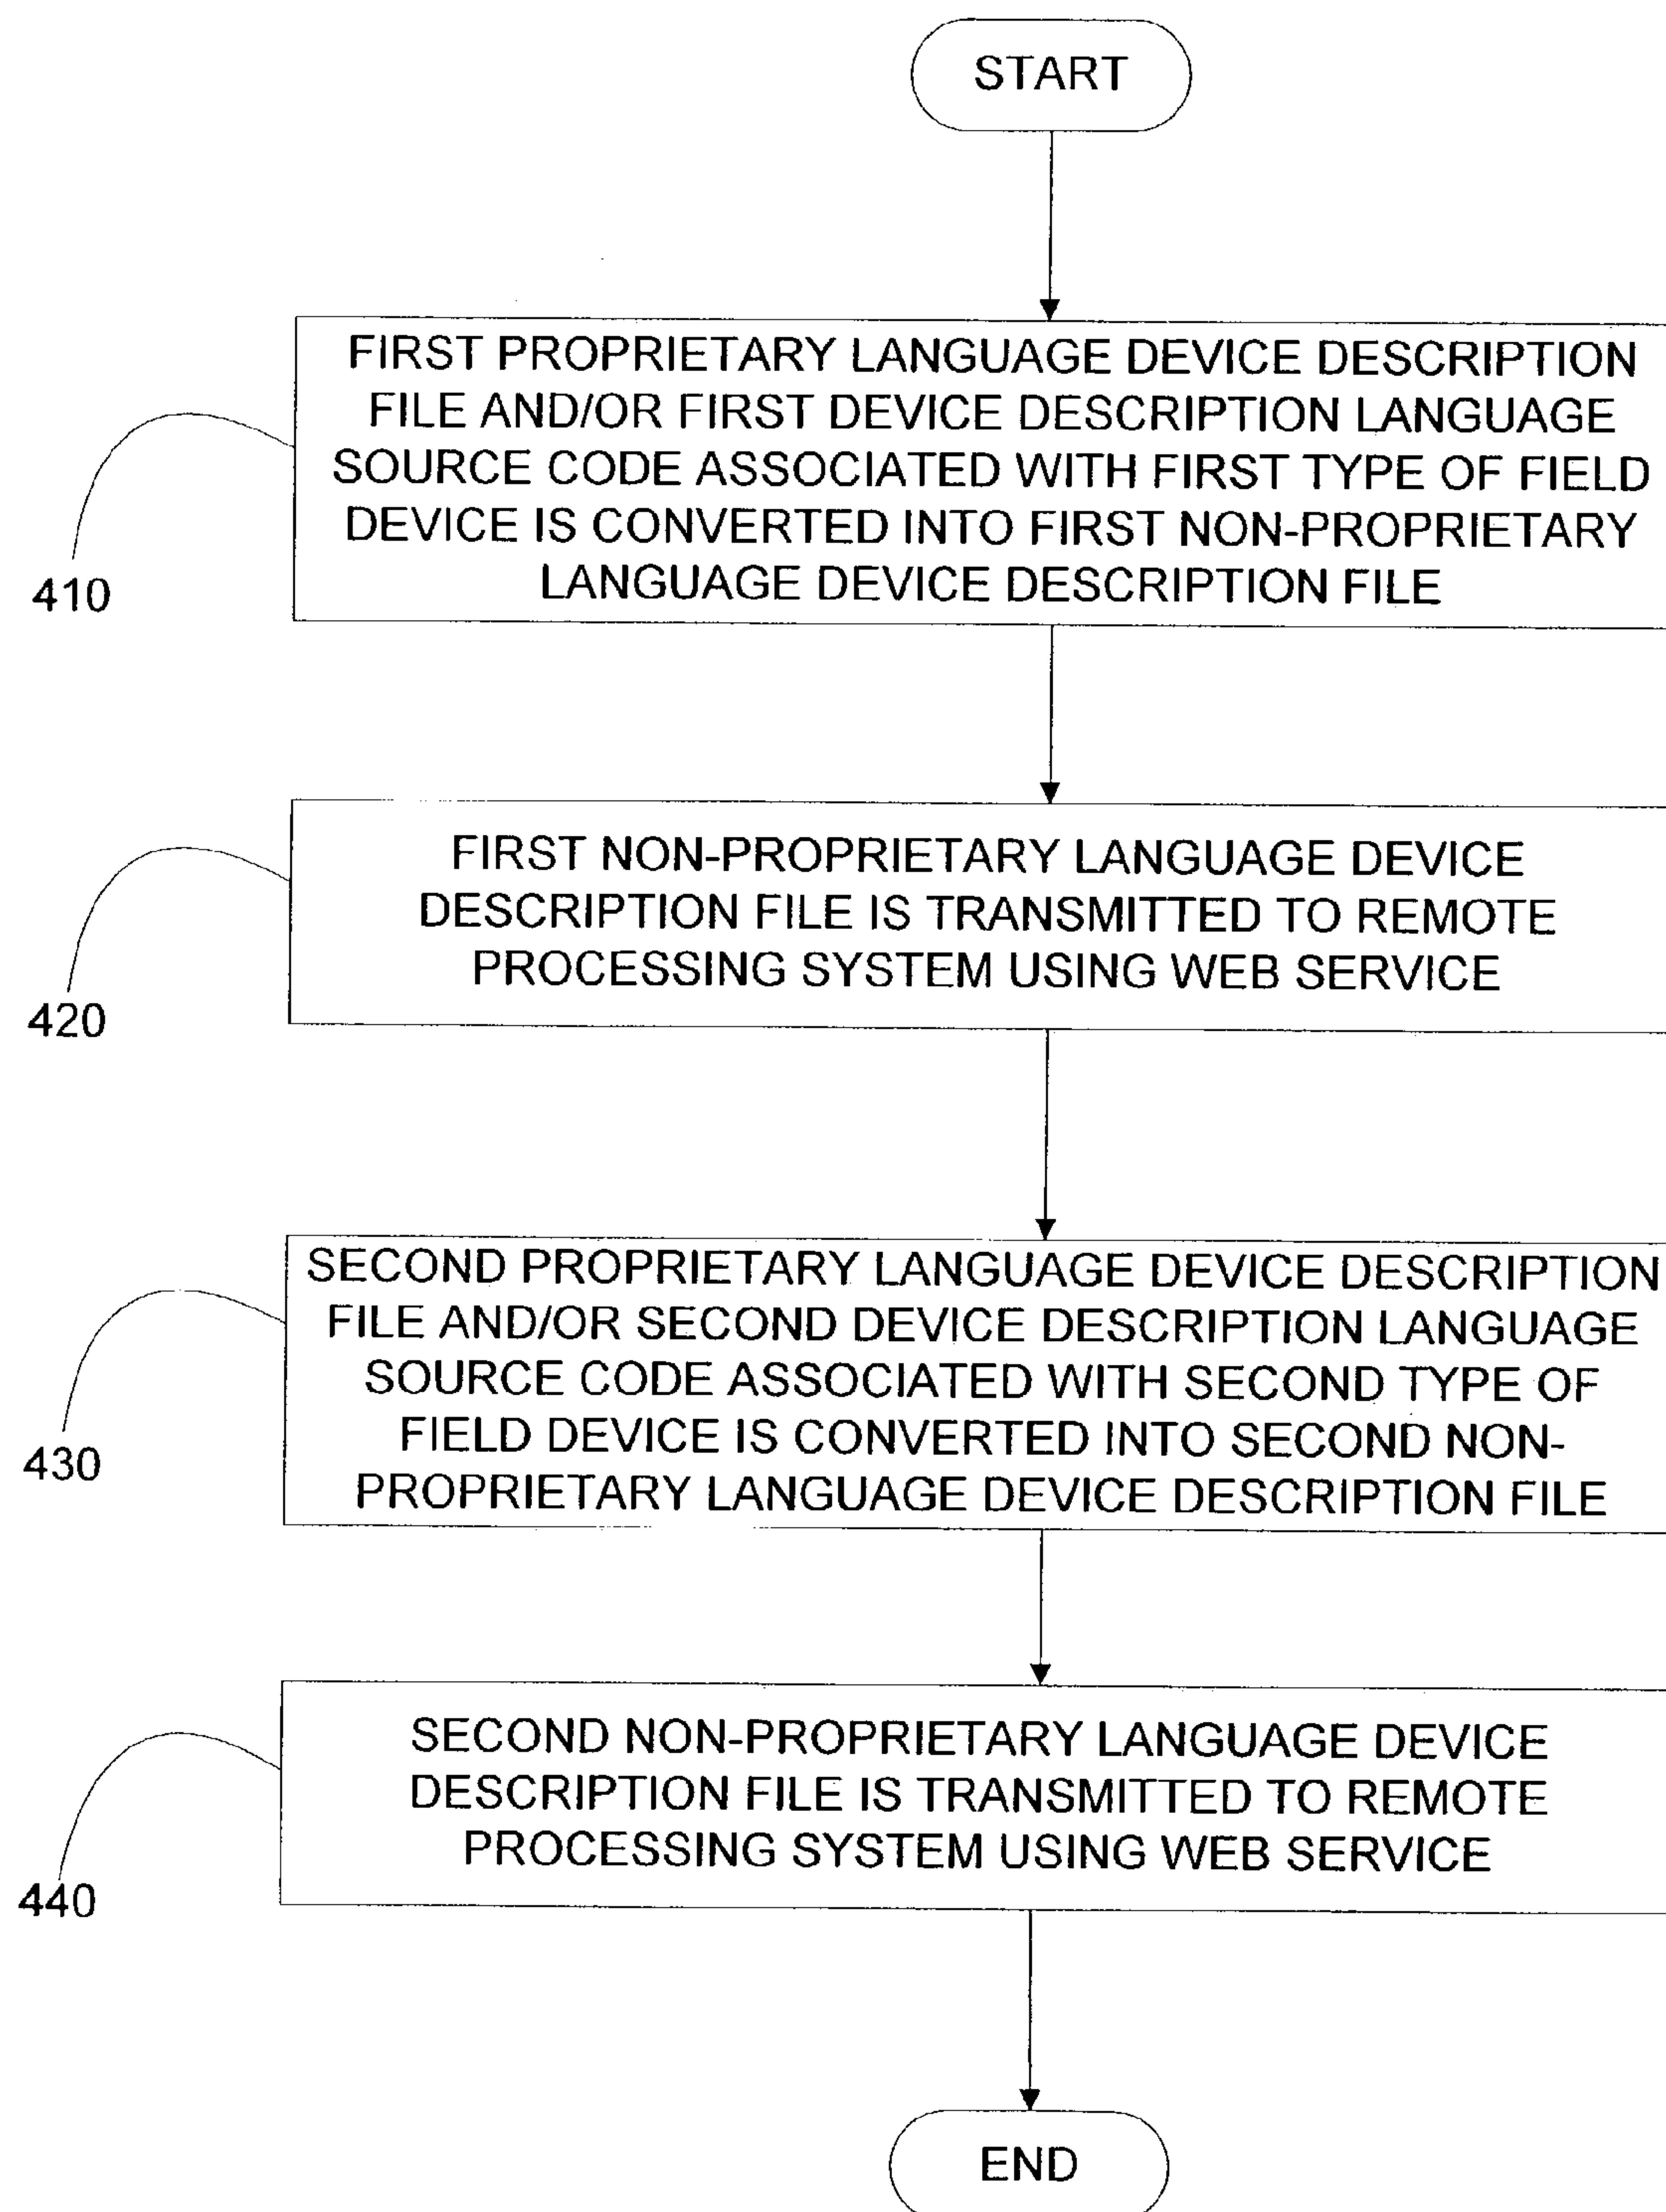 START
FIRST PROPRIETARY LANGUAGE DEVICE DESCRIPTION
FILE AND/OR FIRST DEVICE DESCRIPTION LANGUAGE
SOURCE CODE ASSOCIATED WITH FIRST TYPE OF FIELD
DEVICE IS CONVERTED INTO FIRST NON-PROPRIETARY
LANGUAGE DEVICE DESCRIPTION FILE
410
FIRST NON-PROPRIETARY LANGUAGE DEVICE
DESCRIPTION FILE IS TRANSMITTED TO REMOTE
PROCESSING SYSTEM USING WEB SERVICE
420
SECOND PROPRIETARY LANGUAGE DEVICE DESCRIPTION
FILE AND/OR SECOND DEVICE DESCRIPTION LANGUAGE
SOURCE CODE ASSOCIATED WITH SECOND TYPE OF
FIELD DEVICE IS CONVERTED INTO SECOND NON-
PROPRIETARY LANGUAGE DEVICE DESCRIPTION FILE
430
SECOND NON-PROPRIETARY LANGUAGE DEVICE
DESCRIPTION FILE IS TRANSMITTED TO REMOTE
PROCESSING SYSTEM USING WEB SERVICE
440
END